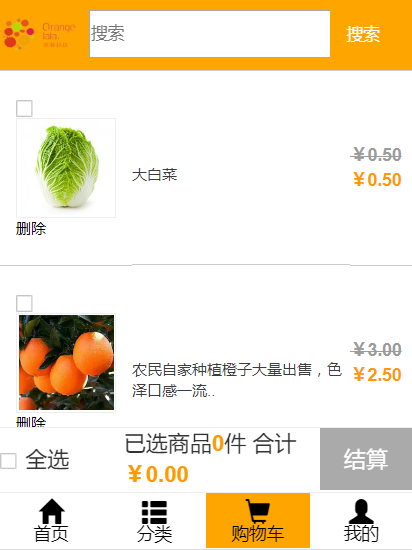 Orange
搜索 搜索
¥0.50
大白菜
¥0.50
删除
¥3.00
农民自家种植橙子大量出售，色
¥2.50
泽口感一流..
删除
已选商品0件 合计
全选
结算
¥0.00
首页 分类 购物车 我的